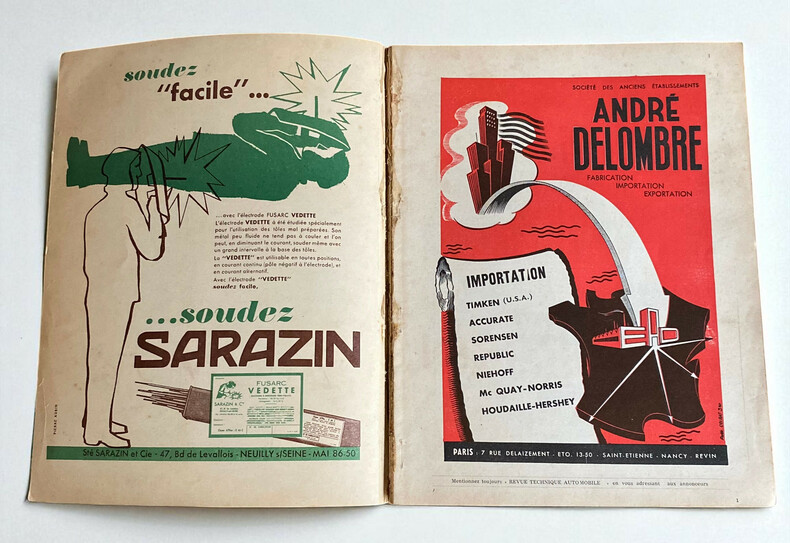 soudez
"facile"...
...avec l'électrode FUSARC VEDETTE
L'électrode VEDETTE a été étudiée spécialement
pour l'utilisation des tôles mal préparées. Son
métal peu fluide ne tend pas à couler et l'on
peut, en diminuant le courant, souder même avec
un grand intervalle à la base des tôles.
La "VEDETTE" est utilisable en toutes positions,
en courant continu (pôle négatif à l'électrode), et
en courant alternatif.
Avec l'électrode "VEDETTE"
soudez facile,
...soudez
SARAZIN
FUSARC
VEDETTE
SARAZIN & Cie
Sté SARAZIN et Cie - 47, Bd de Levallois - NEUILLY s/SEINE - MAI 86-50
SOCIÉTÉ DES ANCIENS ÉTABLISSEMENTS
ANDRÉ
DELOMBRE
FABRICATION
IMPORTATION
EXPORTATION
IMPORTATION
TIMKEN (U.S.A.)
ACCURATE
SORENSEN
REPUBLIC
NIEHOFF
Mc QUAY-NORRIS
HOUDAILLE-HERSHEY
PARIS : 7 RUE DELAIZEMENT - ETO. 13-50 - SAINT-ETIENNE - NANCY - REVIN
Mentionnez toujours « REVUE TECHNIQUE AUTOMOBILE » en vous adressant aux annonceurs
1